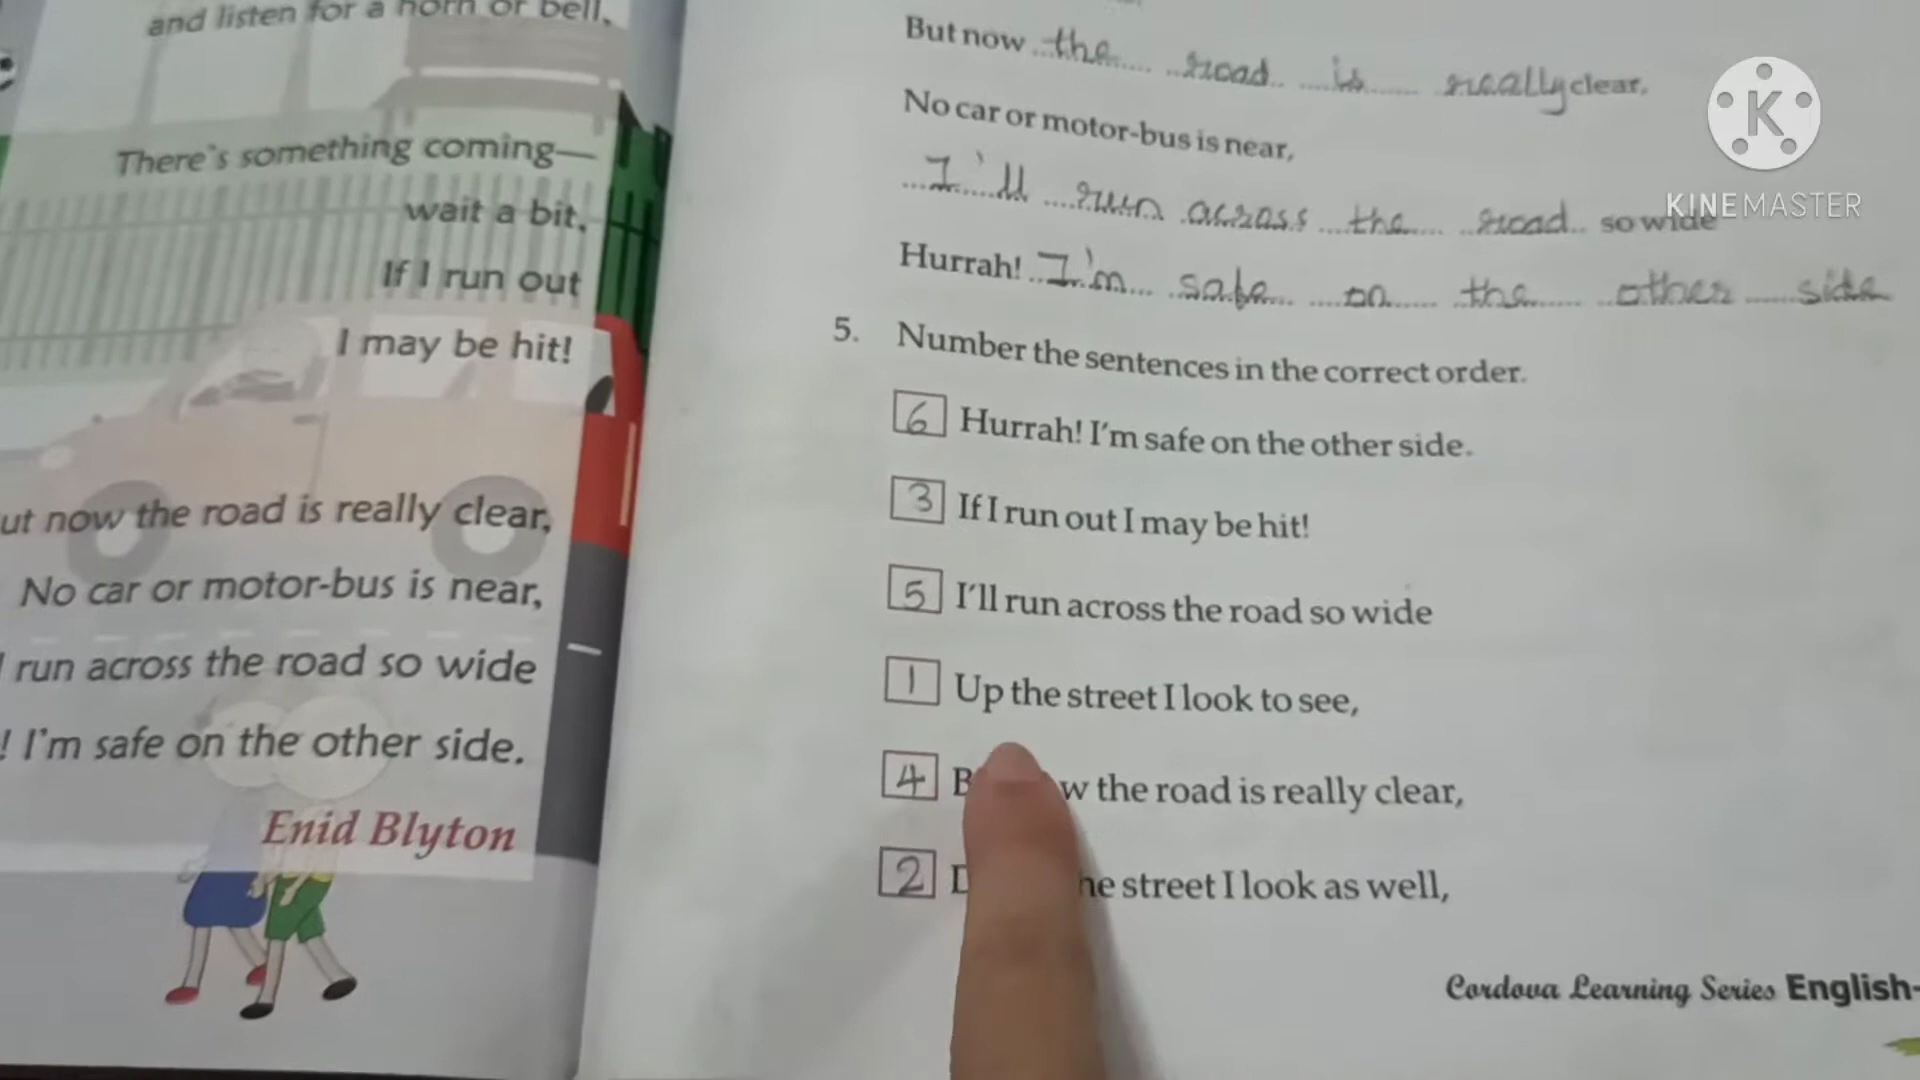 and listen for a horn or bell,
There's something coming—
wait a bit,
If I run out
I may be hit!
ut now the road is really clear,
No car or motor-bus is near,
run across the road so wide
! I'm safe on the other side.
Enid Blyton
But now the road is really clear,
No car or motor-bus is near,
I'll run across the road so wide
Hurrah! I'm safe on the other side
5. Number the sentences in the correct order.
6 Hurrah! I'm safe on the other side.
3 If I run out I may be hit!
5 I'll run across the road so wide
1 Up the street I look to see,
4 B w the road is really clear,
2 D he street I look as well,
Cordova Learning Series English-
K
KINEMASTER